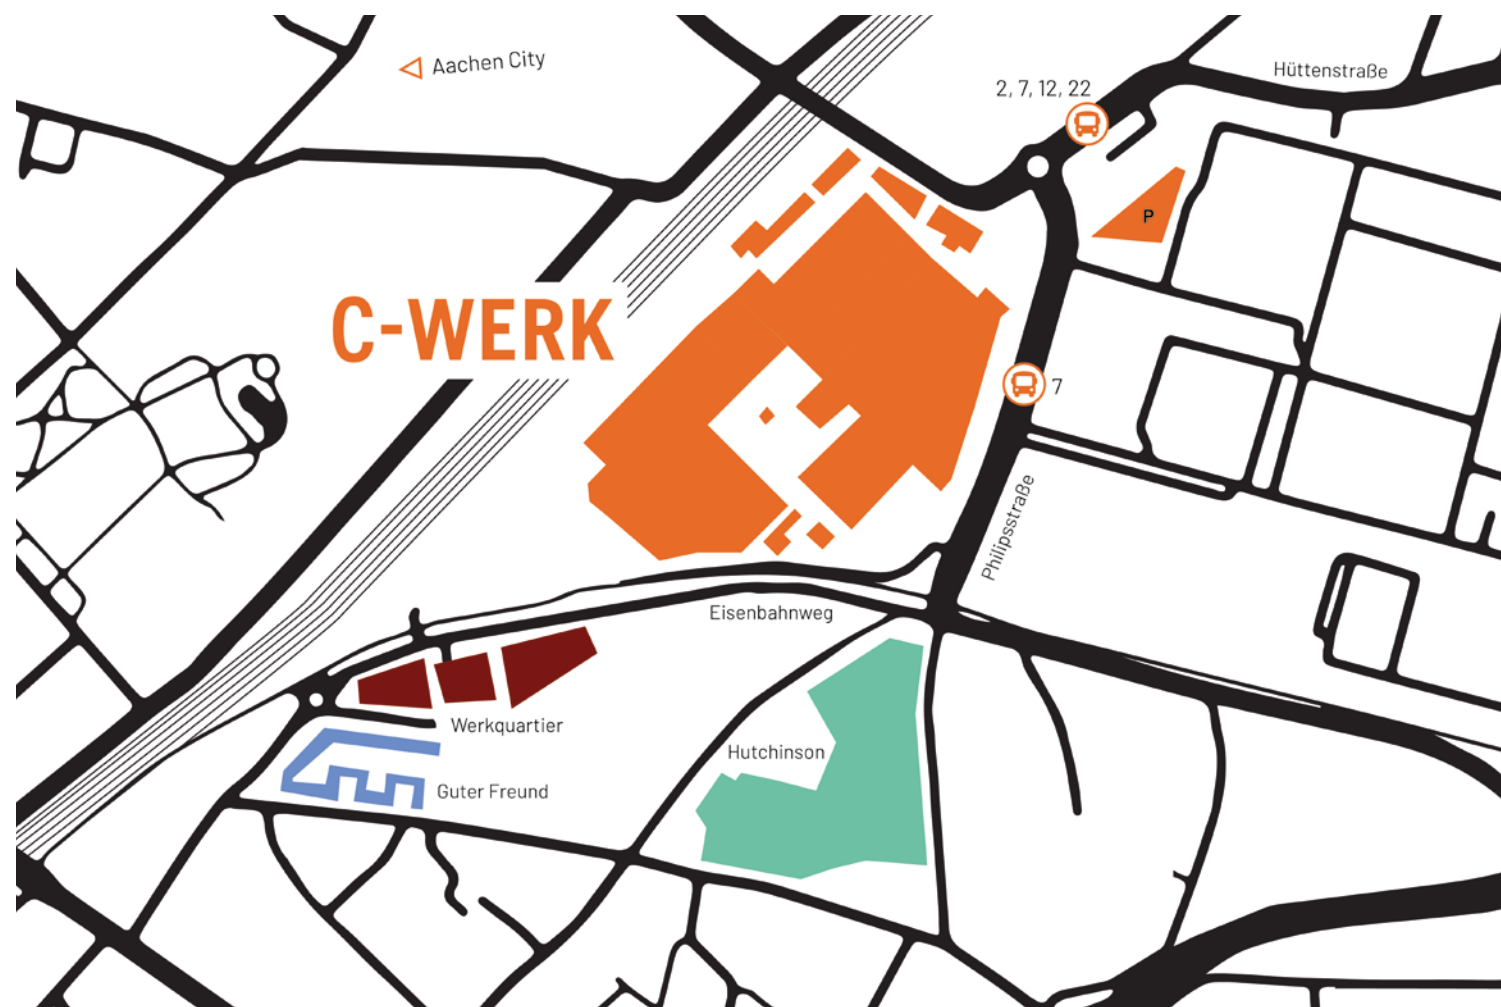 Aachen City
Hüttenstraße
2, 7, 12, 22
P
C-WERK
7
Philipsstraße
Eisenbahnweg
Werkquartier
Hutchinson
Guter Freund